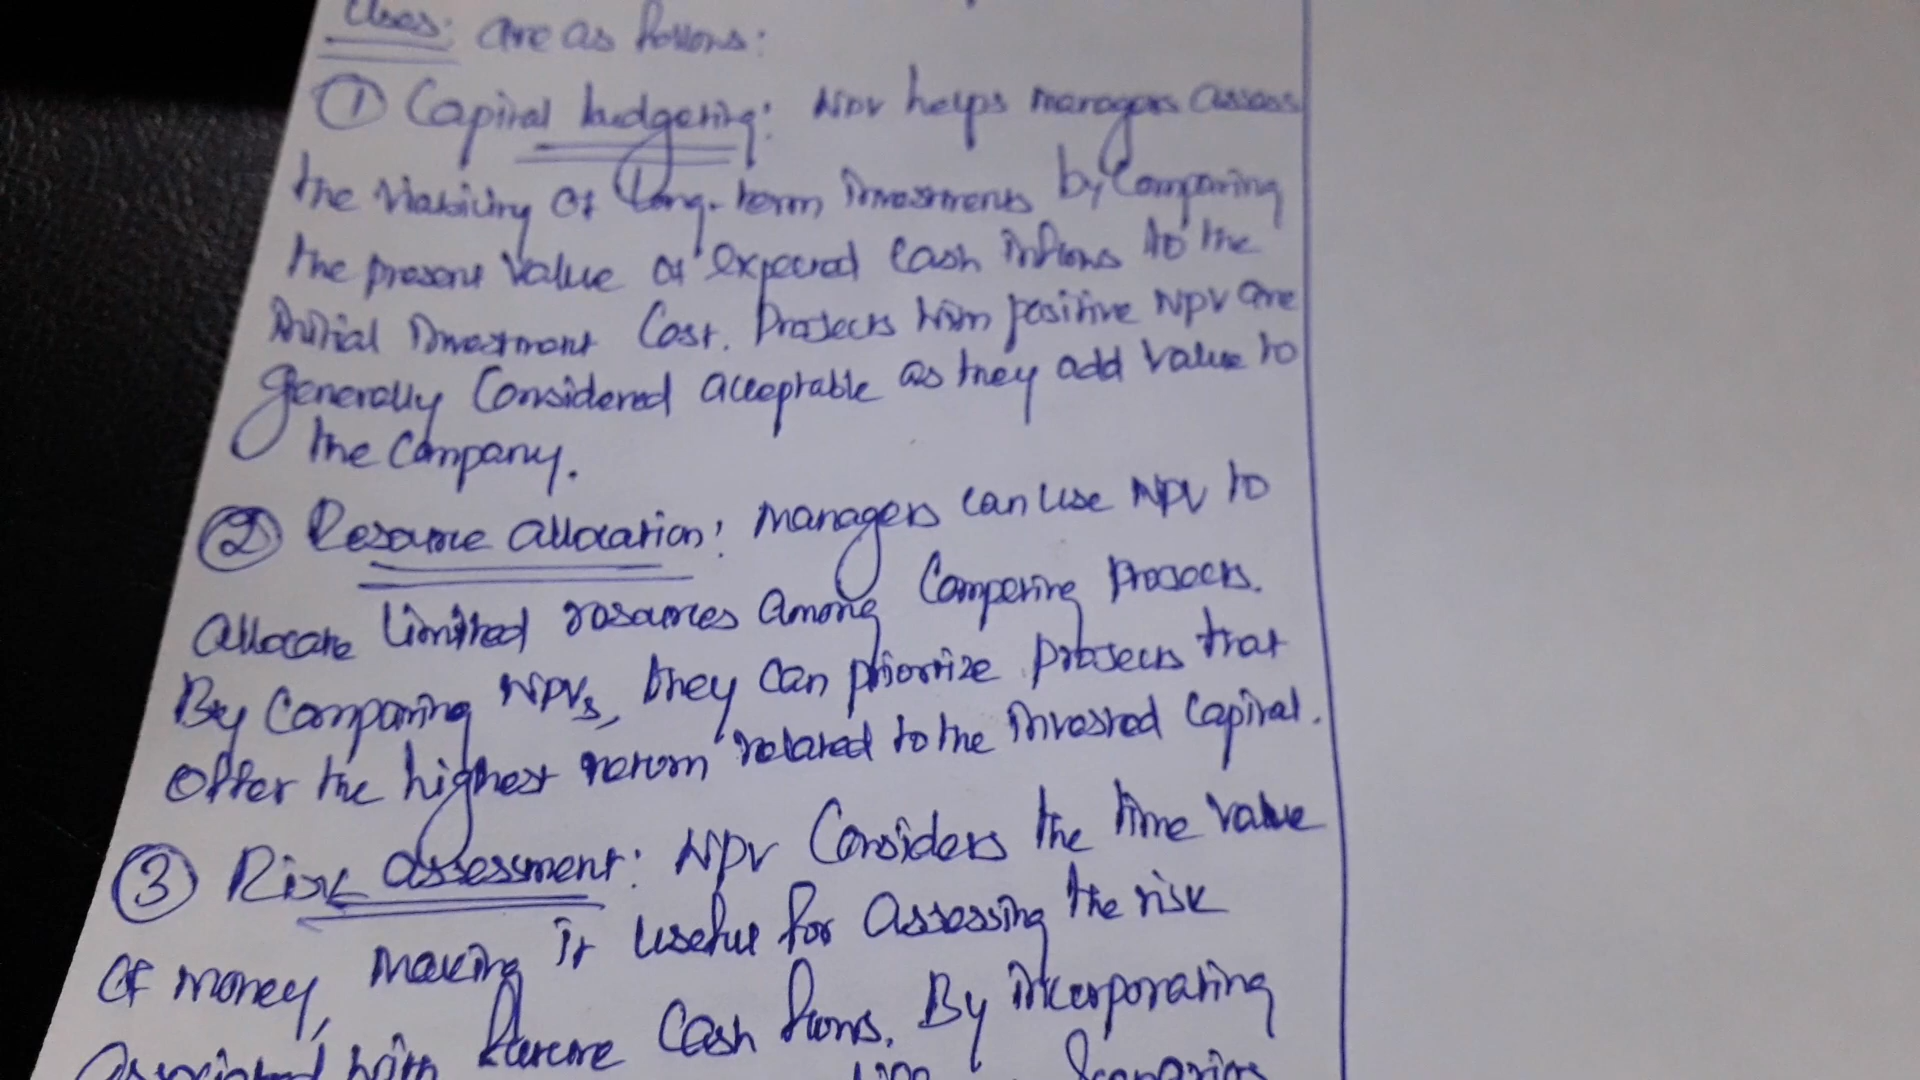 Uses: are as follows:
① Capital budgeting: NPV helps managers assess
the viability of long-term investments by comparing
the present value of expected cash inflows to the
initial investment cost. Projects with positive NPV are
generally considered acceptable as they add value to
the company.
② Resource allocation: Managers can use NPV to
allocate limited resources among competing projects.
By comparing NPVs, they can prioritize projects that
offer the highest return related to the invested capital.
③ Risk assessment: NPV considers the time value
of money, making it useful for assessing the risk
associated with future cash flows. By incorporating
scenarios